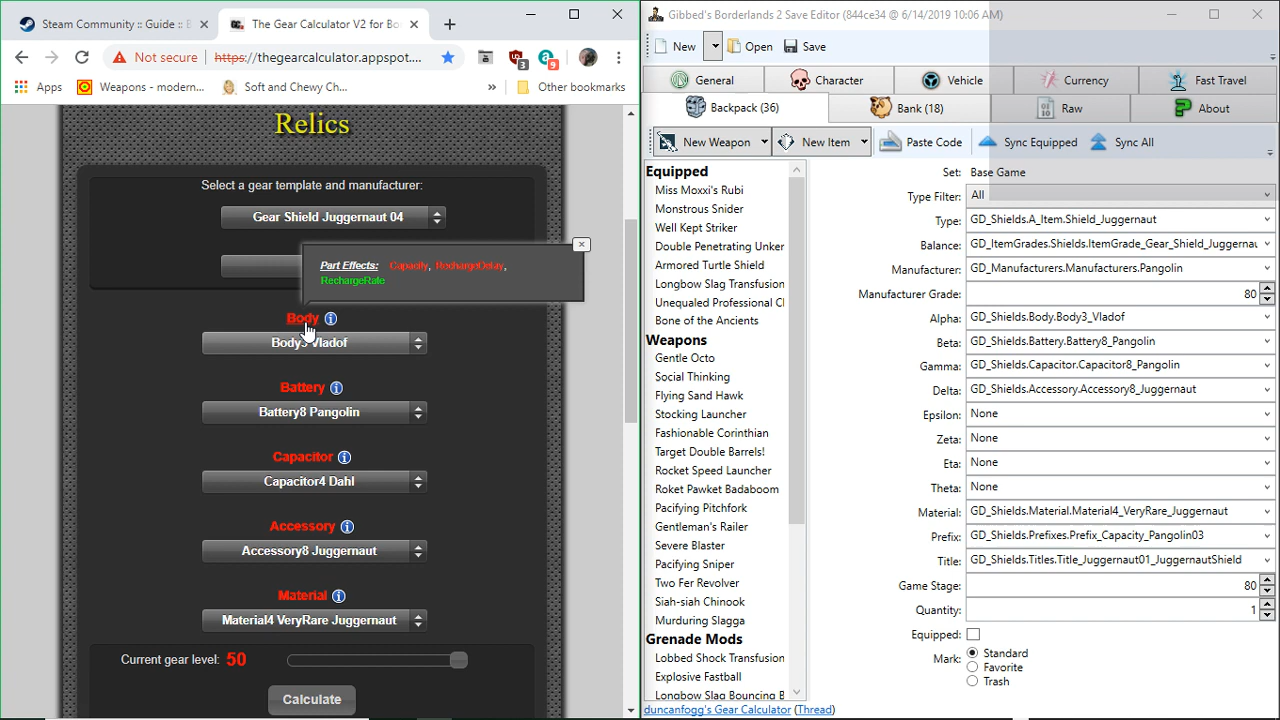 Steam Community :: Guide :: B
The Gear Calculator V2 for Bo
Not secure
https://thegearcalculator.appspot....
3
9
Apps
Weapons - modern...
Soft and Chewy Ch...
»
Other bookmarks
Relics
Select a gear template and manufacturer:
Gear Shield Juggernaut 04
Part Effects: Capacity, RechargeDelay,
RechargeRate
Body
Body3 Vladof
Battery
Battery8 Pangolin
Capacitor
Capacitor4 Dahl
Accessory
Accessory8 Juggernaut
Material
Material4 VeryRare Juggernaut
Current gear level: 50
Calculate
Gibbed's Borderlands 2 Save Editor (844ce34 @ 6/14/2019 10:06 AM)
New
Open
Save
General
Character
Vehicle
Currency
Fast Trav
Backpack (36)
Bank (18)
Raw
About
New Weapon
New Item
Paste Code
Sync Equipped
Sync All
Equipped
Miss Moxxi's Rubi
Monstrous Snider
Well Kept Striker
Double Penetrating Unker
Armored Turtle Shield
Longbow Slag Transfusion
Unequaled Professional Cl
Bone of the Ancients
Weapons
Gentle Octo
Social Thinking
Flying Sand Hawk
Stocking Launcher
Fashionable Corinthian
Target Double Barrels!
Rocket Speed Launcher
Roket Pawket Badaboom
Pacifying Pitchfork
Gentleman's Railer
Severe Blaster
Pacifying Sniper
Two Fer Revolver
Siah-siah Chinook
Murduring Slagga
Grenade Mods
Lobbed Shock Transfusion
Explosive Fastball
Longbow Slag Bouncing B
duncanfogg's Gear Calculator (Thread)
Set: Base Game
Type Filter: All
Type: GD_Shields.A_Item.Shield_Juggernaut
Balance: GD_ItemGrades.Shields.ItemGrade_Gear_Shield_Juggernau
Manufacturer: GD_Manufacturers.Manufacturers.Pangolin
Manufacturer Grade: 80
Alpha: GD_Shields.Body.Body3_Vladof
Beta: GD_Shields.Battery.Battery8_Pangolin
Gamma: GD_Shields.Capacitor.Capacitor8_Pangolin
Delta: GD_Shields.Accessory.Accessory8_Juggernaut
Epsilon: None
Zeta: None
Eta: None
Theta: None
Material: GD_Shields.Material.Material4_VeryRare_Juggernaut
Prefix: GD_Shields.Prefixes.Prefix_Capacity_Pangolin03
Title: GD_Shields.Titles.Title_Juggernaut01_JuggernautShield
Game Stage: 80
Quantity: 1
Equipped:
Mark: Standard
Favorite
Trash